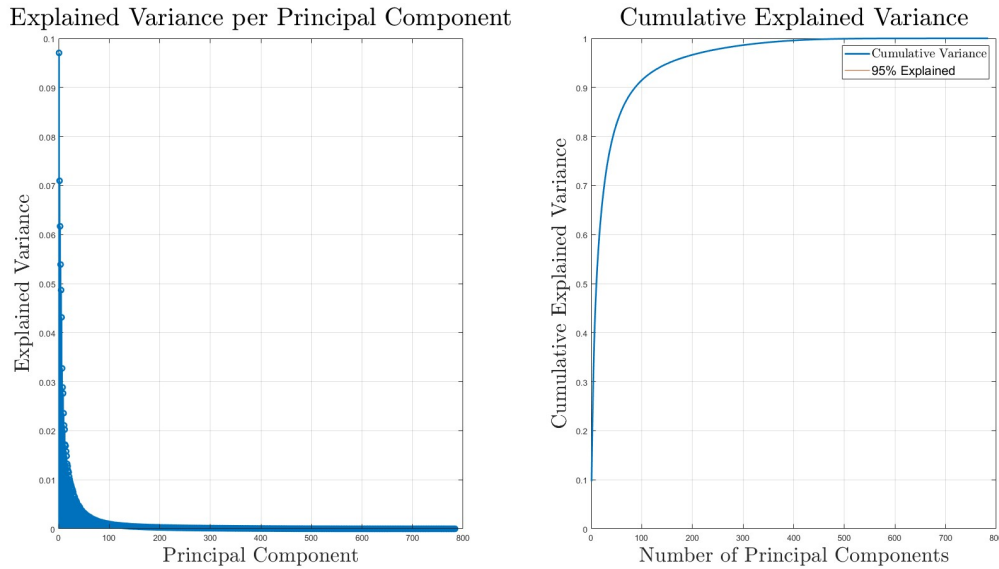 Explained Variance per Principal Component
Cumulative Explained Variance
0.1
0.09
0.08
0.07
0.06
0.05
0.04
0.03
0.02
0.01
0
Explained Variance
0 100 200 300 400 500 600 700 800
Principal Component
1
0.9
0.8
0.7
0.6
0.5
0.4
0.3
0.2
0.1
0
Cumulative Explained Variance
Cumulative Variance
95% Explained
0 100 200 300 400 500 600 700 80
Number of Principal Components